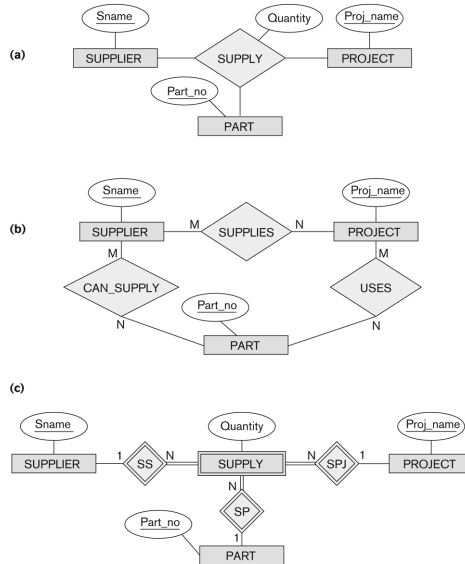 Sname
Quantity
Proj_name
(a)
SUPPLIER
SUPPLY
PROJECT
Part_no
PART
Sname
Proj_name
(b)
SUPPLIER
M
SUPPLIES
N
PROJECT
M
M
CAN_SUPPLY
Part_no
USES
N
N
PART
(c)
Sname
Quantity
Proj_name
SUPPLIER
1
SS
N
SUPPLY
N
SPJ
1
PROJECT
N
SP
Part_no
1
PART